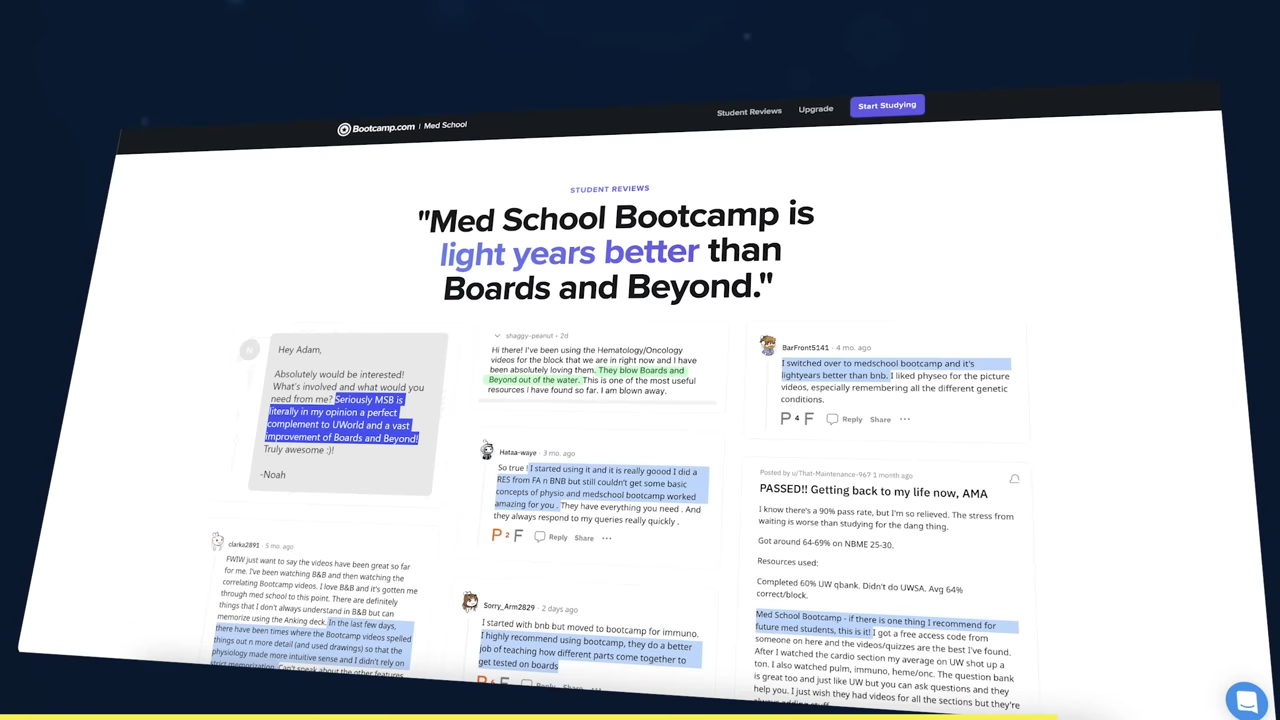 Bootcamp.com | Med School
Student Reviews
Upgrade
Start Studying
STUDENT REVIEWS
"Med School Bootcamp is
light years better than
Boards and Beyond."
Hey Adam,
Absolutely would be interested!
What's involved and what would you
need from me? Seriously MSB is
literally in my opinion a perfect
complement to UWorld and a vast
improvement of Boards and Beyond!
Truly awesome :)!
-Noah
clarka2891 · 5 mo. ago
FWIW just want to say the videos have been great so far
for me. I've been watching B&B and then watching the
correlating Bootcamp videos. I love B&B and it's gotten me
through med school to this point. There are definitely
things that I don't always understand in B&B but can
memorize using the Anking deck. In the last few days,
there have been times where the Bootcamp videos spelled
things out n more detail (and used drawings) so that the
physiology made more intuitive sense and I didn't rely on
strict memorization. Can't speak about the other features
shaggy-peanut • 2d
Hi there! I've been using the Hematology/Oncology
videos for the block that we are in right now and I have
been absolutely loving them. They blow Boards and
Beyond out of the water. This is one of the most useful
resources I have found so far. I am blown away.
Hataa-waye · 3 mo. ago
So true ! I started using it and it is really goood I did a
RES from FA n BNB but still couldn't get some basic
concepts of physio and medschool bootcamp worked
amazing for you . They have everything you need . And
they always respond to my queries really quickly .
2 Reply Share ···
Sorry_Arm2829 · 2 days ago
I started with bnb but moved to bootcamp for immuno.
I highly recommend using bootcamp, they do a better
job of teaching how different parts come together to
get tested on boards
Reply Share ···
BarFront5141 · 4 mo. ago
I switched over to medschool bootcamp and it's
lightyears better than bnb. I liked physeo for the picture
videos, especially remembering all the different genetic
conditions.
4 Reply Share ···
Posted by u/That-Maintenance-967 1 month ago
PASSED!! Getting back to my life now, AMA
I know there's a 90% pass rate, but I'm so relieved. The stress from
waiting is worse than studying for the dang thing.
Got around 64-69% on NBME 25-30.
Resources used:
Completed 60% UW qbank. Didn't do UWSA. Avg 64%
correct/block.
Med School Bootcamp - if there is one thing I recommend for
future med students, this is it! I got a free access code from
someone on here and the videos/quizzes are the best I've found.
After I watched the cardio section my average on UW shot up a
ton. I also watched pulm, immuno, heme/onc. The question bank
is great too and just like UW but you can ask questions and they
help you. I just wish they had videos for all the sections but they're
always adding stuff